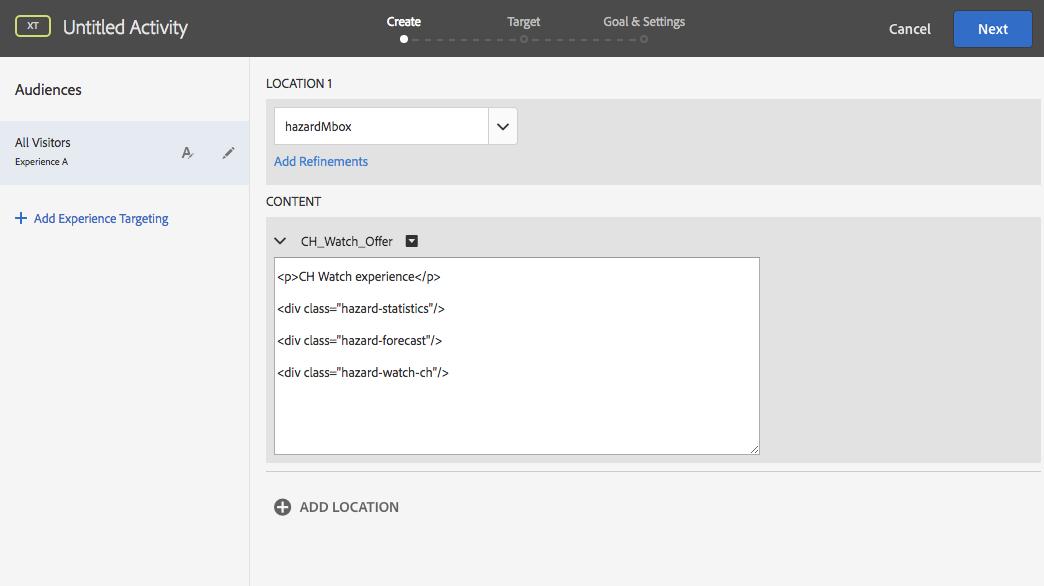 XT Untitled Activity
Create Target Goal & Settings
Cancel Next
Audiences
All Visitors
Experience A
Add Experience Targeting
LOCATION 1
hazardMbox
Add Refinements
CONTENT
CH_Watch_Offer
<p>CH Watch experience</p>
<div class="hazard-statistics"/>
<div class="hazard-forecast"/>
<div class="hazard-watch-ch"/>
ADD LOCATION